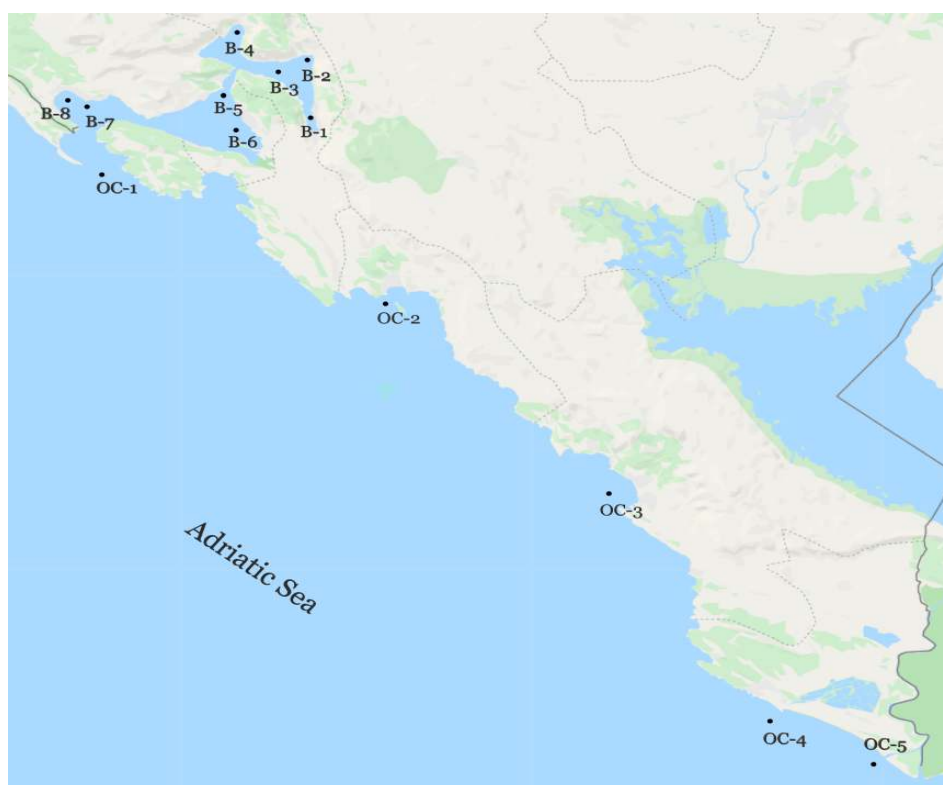 B-4
B-2
B-3
B-5
B-8
B-7
B-1
B-6
OC-1
OC-2
OC-3
Adriatic Sea
OC-4
OC-5